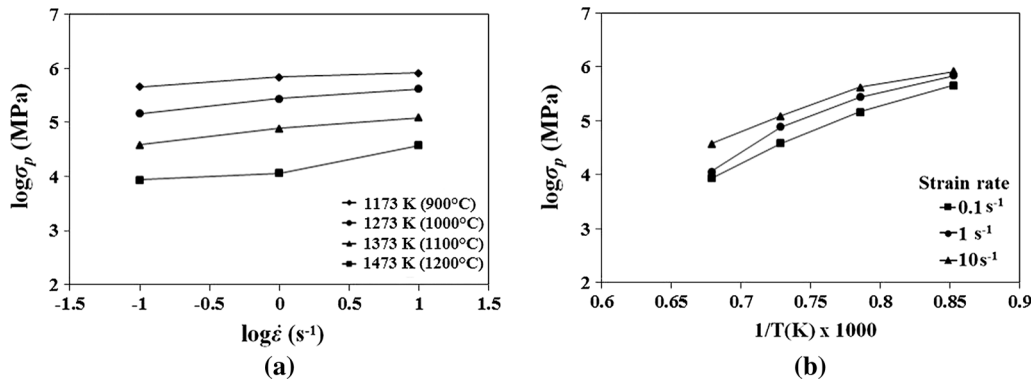 7
6
5
4
3
2
logσp (MPa)
-1.5 -1 -0.5 0 0.5 1 1.5
logε̇ (s-1)
1173 K (900°C)
1273 K (1000°C)
1373 K (1100°C)
1473 K (1200°C)
(a)
7
6
5
4
3
2
logσp (MPa)
0.6 0.65 0.7 0.75 0.8 0.85 0.9
1/T(K) x 1000
Strain rate
0.1 s-1
1 s-1
10s-1
(b)